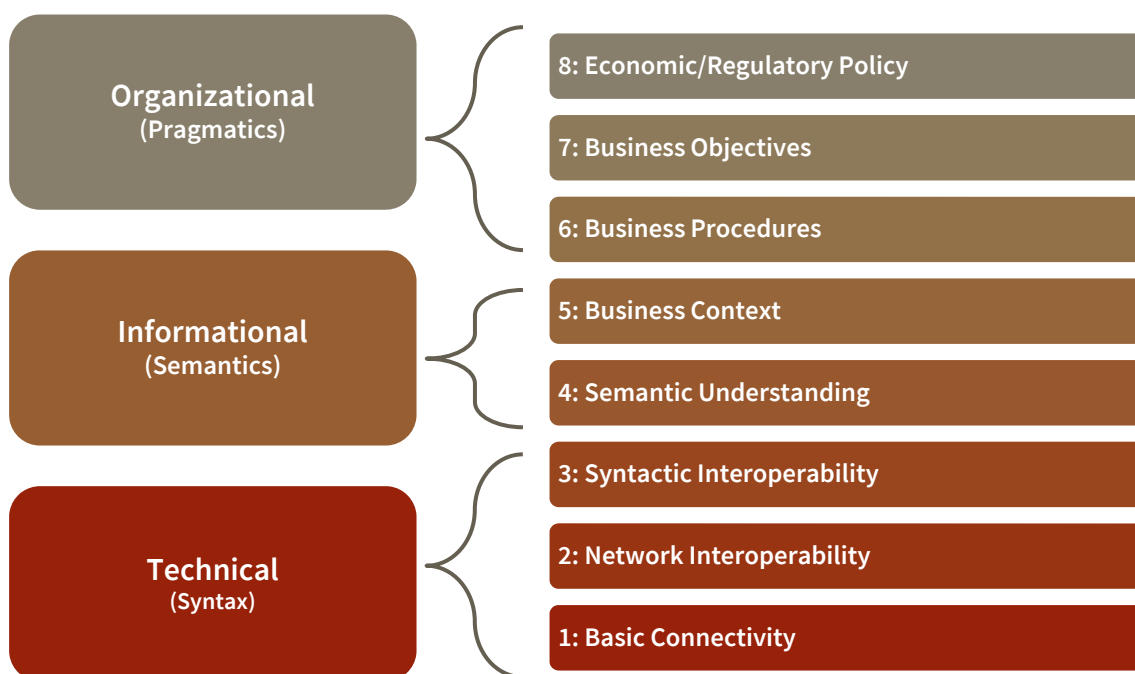 Organizational
(Pragmatics)
8: Economic/Regulatory Policy
7: Business Objectives
6: Business Procedures
Informational
(Semantics)
5: Business Context
4: Semantic Understanding
Technical
(Syntax)
3: Syntactic Interoperability
2: Network Interoperability
1: Basic Connectivity